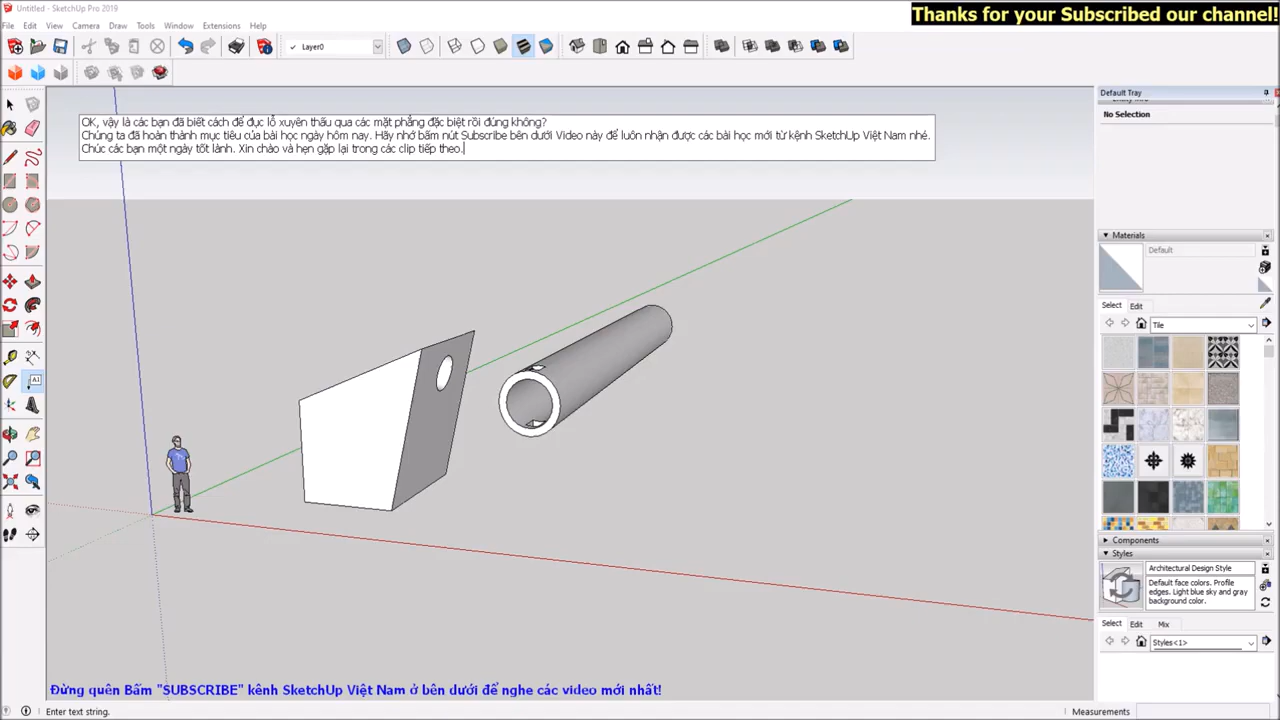 Untitled - SketchUp Pro 2019
Thanks for your Subscribed our channel!
File Edit View Camera Draw Tools Window Extensions Help
Layer0
Default Tray
Entity Info
No Selection
OK, vậy là các bạn đã biết cách để đục lỗ xuyên thấu qua các mặt phẳng đặc biệt rồi đúng không?
Chúng ta đã hoàn thành mục tiêu của bài học ngày hôm nay. Hãy nhớ bấm nút Subscribe bên dưới Video này để luôn nhận được các bài học mới từ kênh SketchUp Việt Nam nhé.
Chúc các bạn một ngày tốt lành. Xin chào và hẹn gặp lại trong các clip tiếp theo.
Materials
Default
Select Edit
Tile
Components
Styles
Architectural Design Style
Default face colors. Profile
edges. Light blue sky and gray
background color.
Select Edit Mix
Styles<1>
Đừng quên Bấm "SUBSCRIBE" kênh SketchUp Việt Nam ở bên dưới để nghe các video mới nhất!
Enter text string.
Measurements